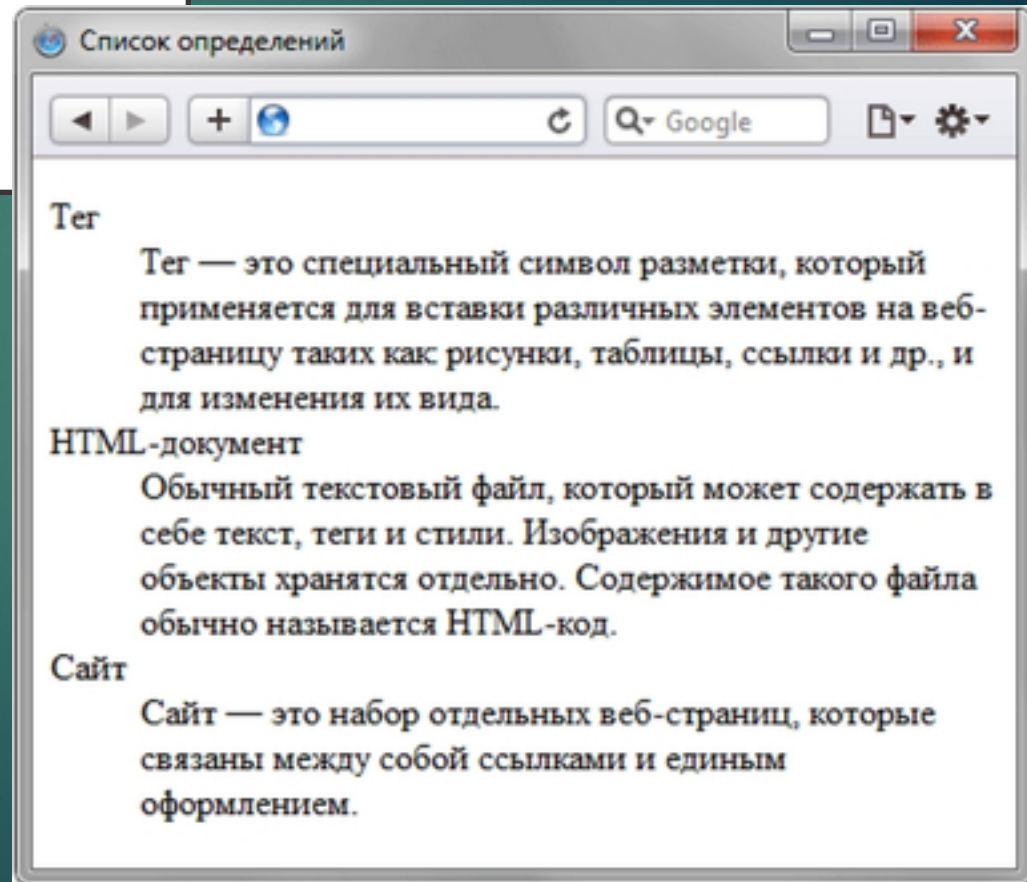 Список определений
Google
Тег
Тег — это специальный символ разметки, который
применяется для вставки различных элементов на веб-
страницу таких как: рисунки, таблицы, ссылки и др., и
для изменения их вида.
HTML-документ
Обычный текстовый файл, который может содержать в
себе текст, теги и стили. Изображения и другие
объекты хранятся отдельно. Содержимое такого файла
обычно называется HTML-код.
Сайт
Сайт — это набор отдельных веб-страниц, которые
связаны между собой ссылками и единым
оформлением.